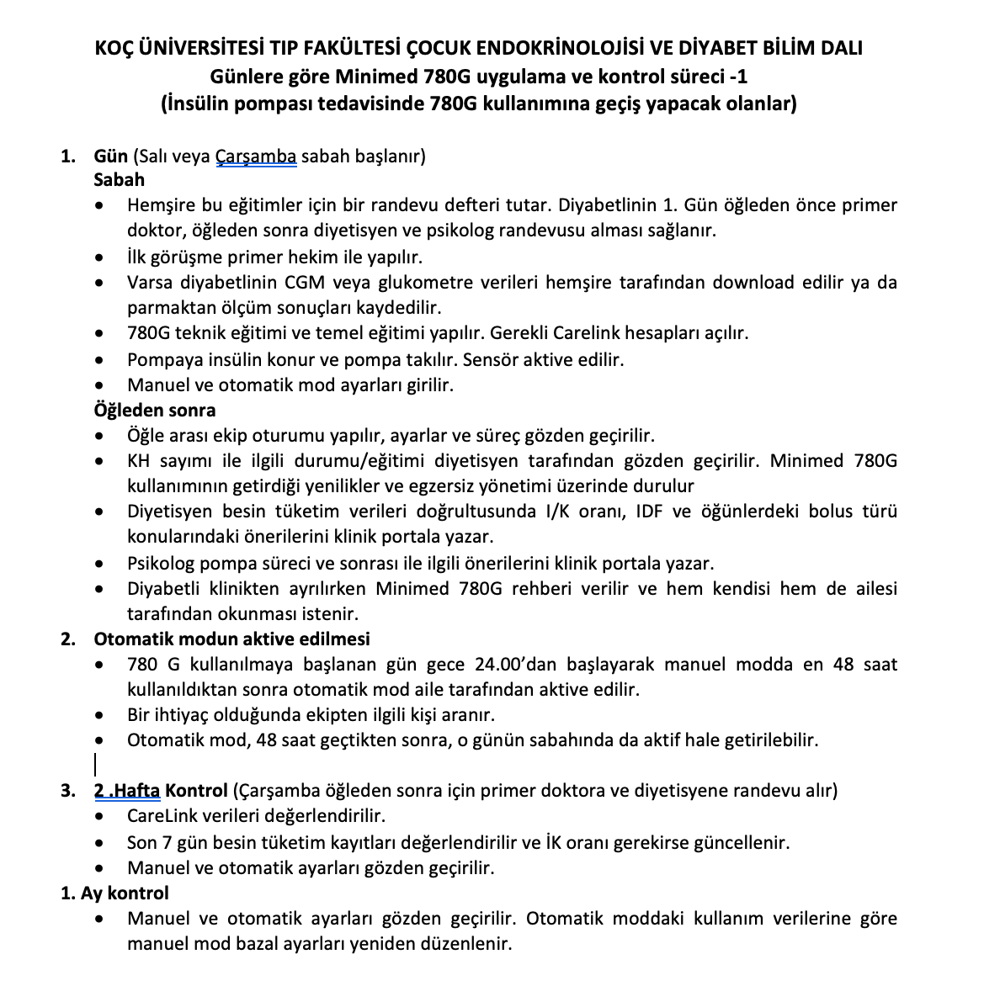 KOÇ ÜNİVERSİTESİ TIP FAKÜLTESİ ÇOCUK ENDOKRİNOLOJİSİ VE DİYABET BİLİM DALI
Günlere göre Minimed 780G uygulama ve kontrol süreci -1
(İnsülin pompası tedavisinde 780G kullanımına geçiş yapacak olanlar)
1. Gün (Salı veya Çarşamba sabah başlanır)
Sabah
• Hemşire bu eğitimler için bir randevu defteri tutar. Diyabetlinin 1. Gün öğleden önce primer
doktor, öğleden sonra diyetisyen ve psikolog randevusu alması sağlanır.
• İlk görüşme primer hekim ile yapılır.
• Varsa diyabetlinin CGM veya glukometre verileri hemşire tarafından download edilir ya da
parmaktan ölçüm sonuçları kaydedilir.
• 780G teknik eğitimi ve temel eğitimi yapılır. Gerekli Carelink hesapları açılır.
• Pompaya insülin konur ve pompa takılır. Sensör aktive edilir.
• Manuel ve otomatik mod ayarları girilir.
Öğleden sonra
• Öğle arası ekip oturumu yapılır, ayarlar ve süreç gözden geçirilir.
• KH sayımı ile ilgili durumu/eğitimi diyetisyen tarafından gözden geçirilir. Minimed 780G
kullanımının getirdiği yenilikler ve egzersiz yönetimi üzerinde durulur
• Diyetisyen besin tüketim verileri doğrultusunda I/K oranı, IDF ve öğünlerdeki bolus türü
konularındaki önerilerini klinik portala yazar.
• Psikolog pompa süreci ve sonrası ile ilgili önerilerini klinik portala yazar.
• Diyabetli klinikten ayrılırken Minimed 780G rehberi verilir ve hem kendisi hem de ailesi
tarafından okunması istenir.
2. Otomatik modun aktive edilmesi
• 780 G kullanılmaya başlanan gün gece 24.00’dan başlayarak manuel modda en 48 saat
kullanıldıktan sonra otomatik mod aile tarafından aktive edilir.
• Bir ihtiyaç olduğunda ekipten ilgili kişi aranır.
• Otomatik mod, 48 saat geçtikten sonra, o günün sabahında da aktif hale getirilebilir.
3. 2 .Hafta Kontrol (Çarşamba öğleden sonra için primer doktora ve diyetisyene randevu alır)
• CareLink verileri değerlendirilir.
• Son 7 gün besin tüketim kayıtları değerlendirilir ve İK oranı gerekirse güncellenir.
• Manuel ve otomatik ayarları gözden geçirilir.
1. Ay kontrol
• Manuel ve otomatik ayarları gözden geçirilir. Otomatik moddaki kullanım verilerine göre
manuel mod bazal ayarları yeniden düzenlenir.